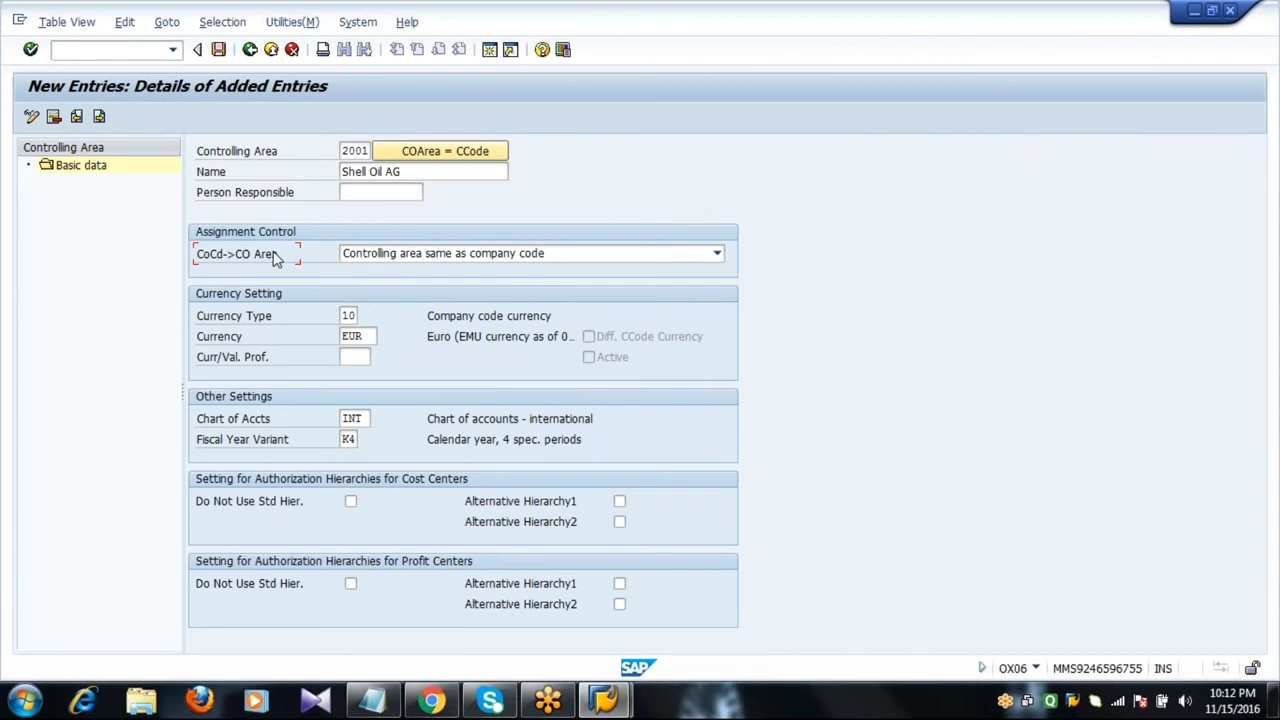 Table View Edit Goto Selection Utilities(M) System Help
New Entries: Details of Added Entries
Controlling Area
Basic data
Controlling Area 2001 COArea = CCode
Name Shell Oil AG
Person Responsible
Assignment Control
CoCd->CO Area Controlling area same as company code
Currency Setting
Currency Type 10 Company code currency
Currency EUR Euro (EMU currency as of 0.. Diff. CCode Currency
Curr/Val. Prof. Active
Other Settings
Chart of Accts INT Chart of accounts - international
Fiscal Year Variant K4 Calendar year, 4 spec. periods
Setting for Authorization Hierarchies for Cost Centers
Do Not Use Std Hier. Alternative Hierarchy1
Alternative Hierarchy2
Setting for Authorization Hierarchies for Profit Centers
Do Not Use Std Hier. Alternative Hierarchy1
Alternative Hierarchy2
SAP OX06 MMS9246596755 INS
10:12 PM
11/15/2016